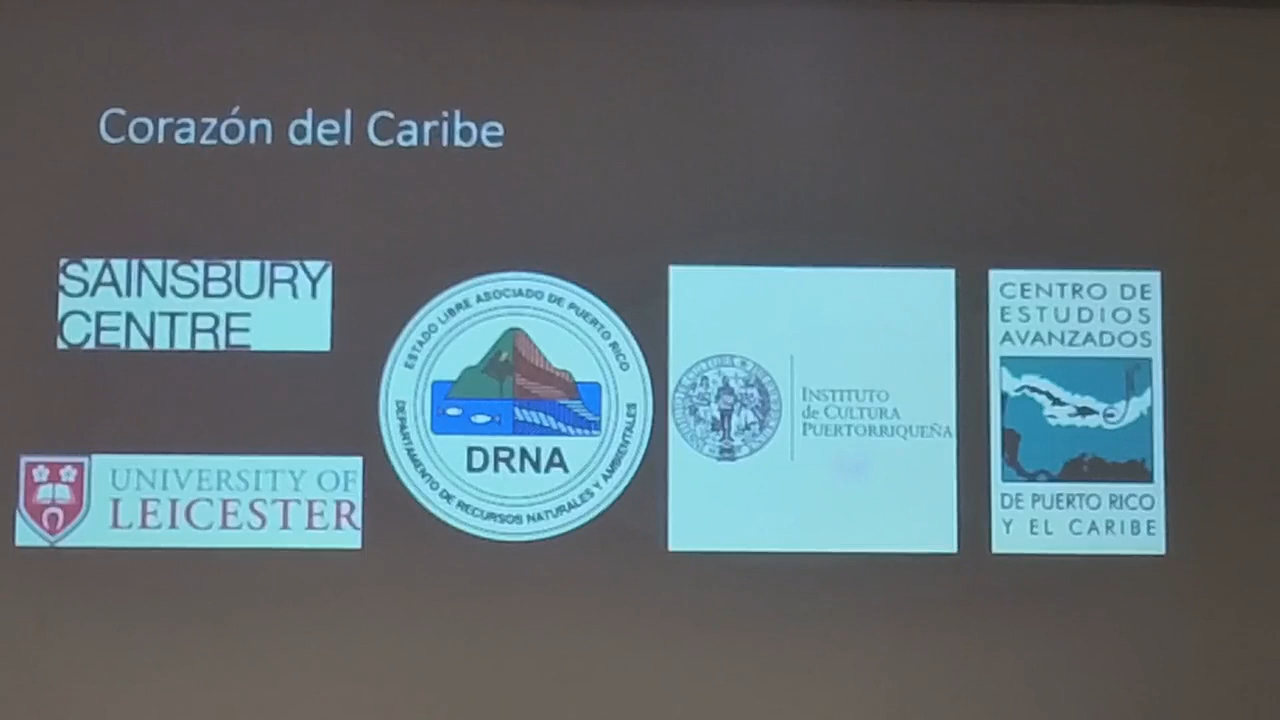 Corazón del Caribe
SAINSBURY
CENTRE
UNIVERSITY OF
LEICESTER
ESTADO LIBRE ASOCIADO DE PUERTO RICO
DRNA
DEPARTAMENTO DE RECURSOS NATURALES Y AMBIENTALES
INSTITUTO
de CULTURA
PUERTORRIQUEÑA
CENTRO DE
ESTUDIOS
AVANZADOS
DE PUERTO RICO
Y EL CARIBE